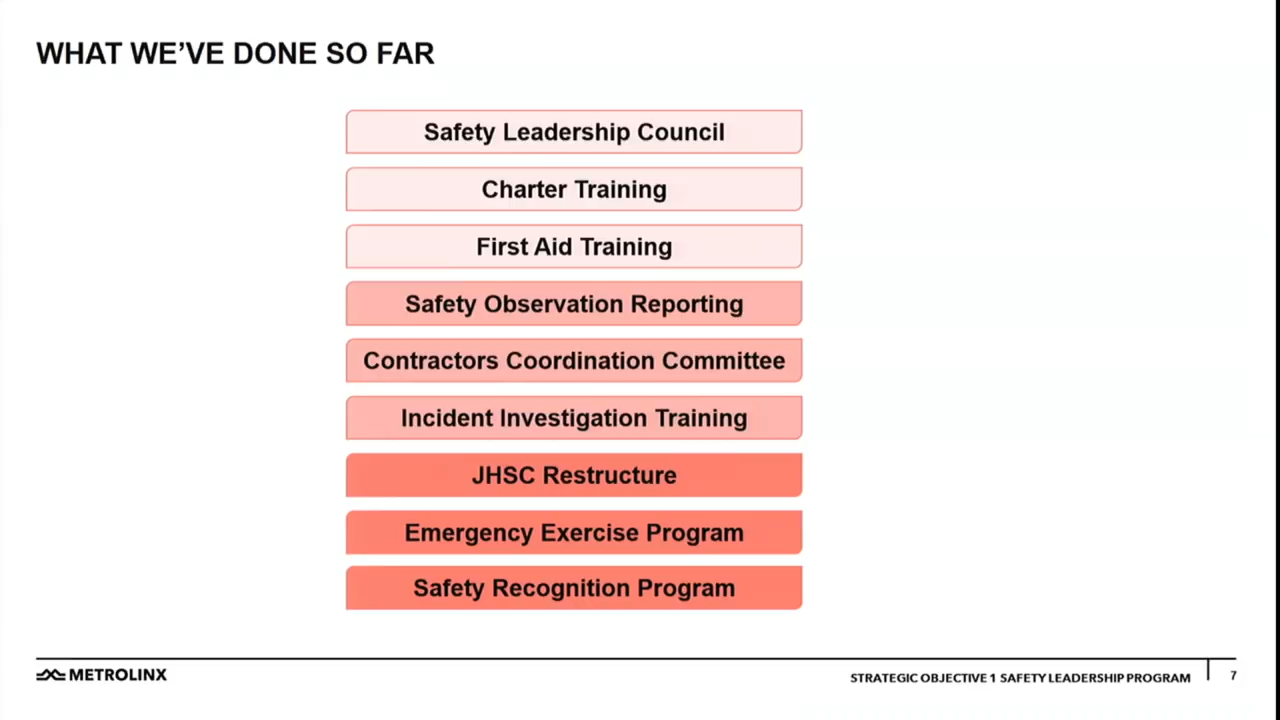 WHAT WE'VE DONE SO FAR
Safety Leadership Council
Charter Training
First Aid Training
Safety Observation Reporting
Contractors Coordination Committee
Incident Investigation Training
JHSC Restructure
Emergency Exercise Program
Safety Recognition Program
METROLINX
STRATEGIC OBJECTIVE 1 SAFETY LEADERSHIP PROGRAM
7